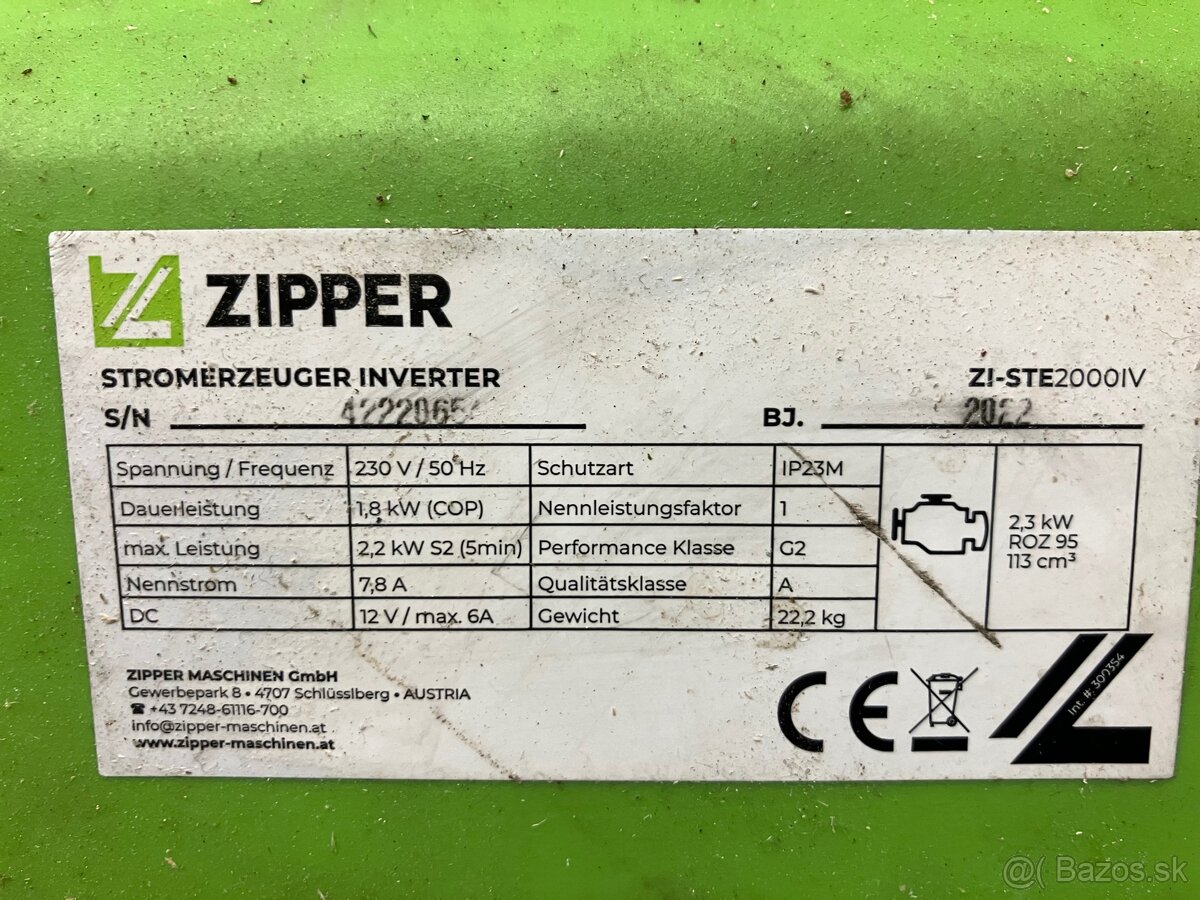 ZIPPER
STROMERZEUGER INVERTER ZI-STE2000IV
S/N BJ. 2022
Spannung / Frequenz 230 V / 50 Hz Schutzart IP23M
Dauerleistung 1,8 kW (COP) Nennleistungsfaktor 1
max. Leistung 2,2 kW S2 (5min) Performance Klasse G2
Nennstrom 7,8 A Qualitätsklasse A
DC 12 V / max. 6A Gewicht 22,2 kg
2,3 kW
ROZ 95
113 cm³
ZIPPER MASCHINEN GmbH
Gewerbepark 8 • 4707 Schlüsslberg • AUSTRIA
☎ +43 7248-61116-700
info@zipper-maschinen.at
www.zipper-maschinen.at
CE
Int. #: 300354
@( Bazos.sk